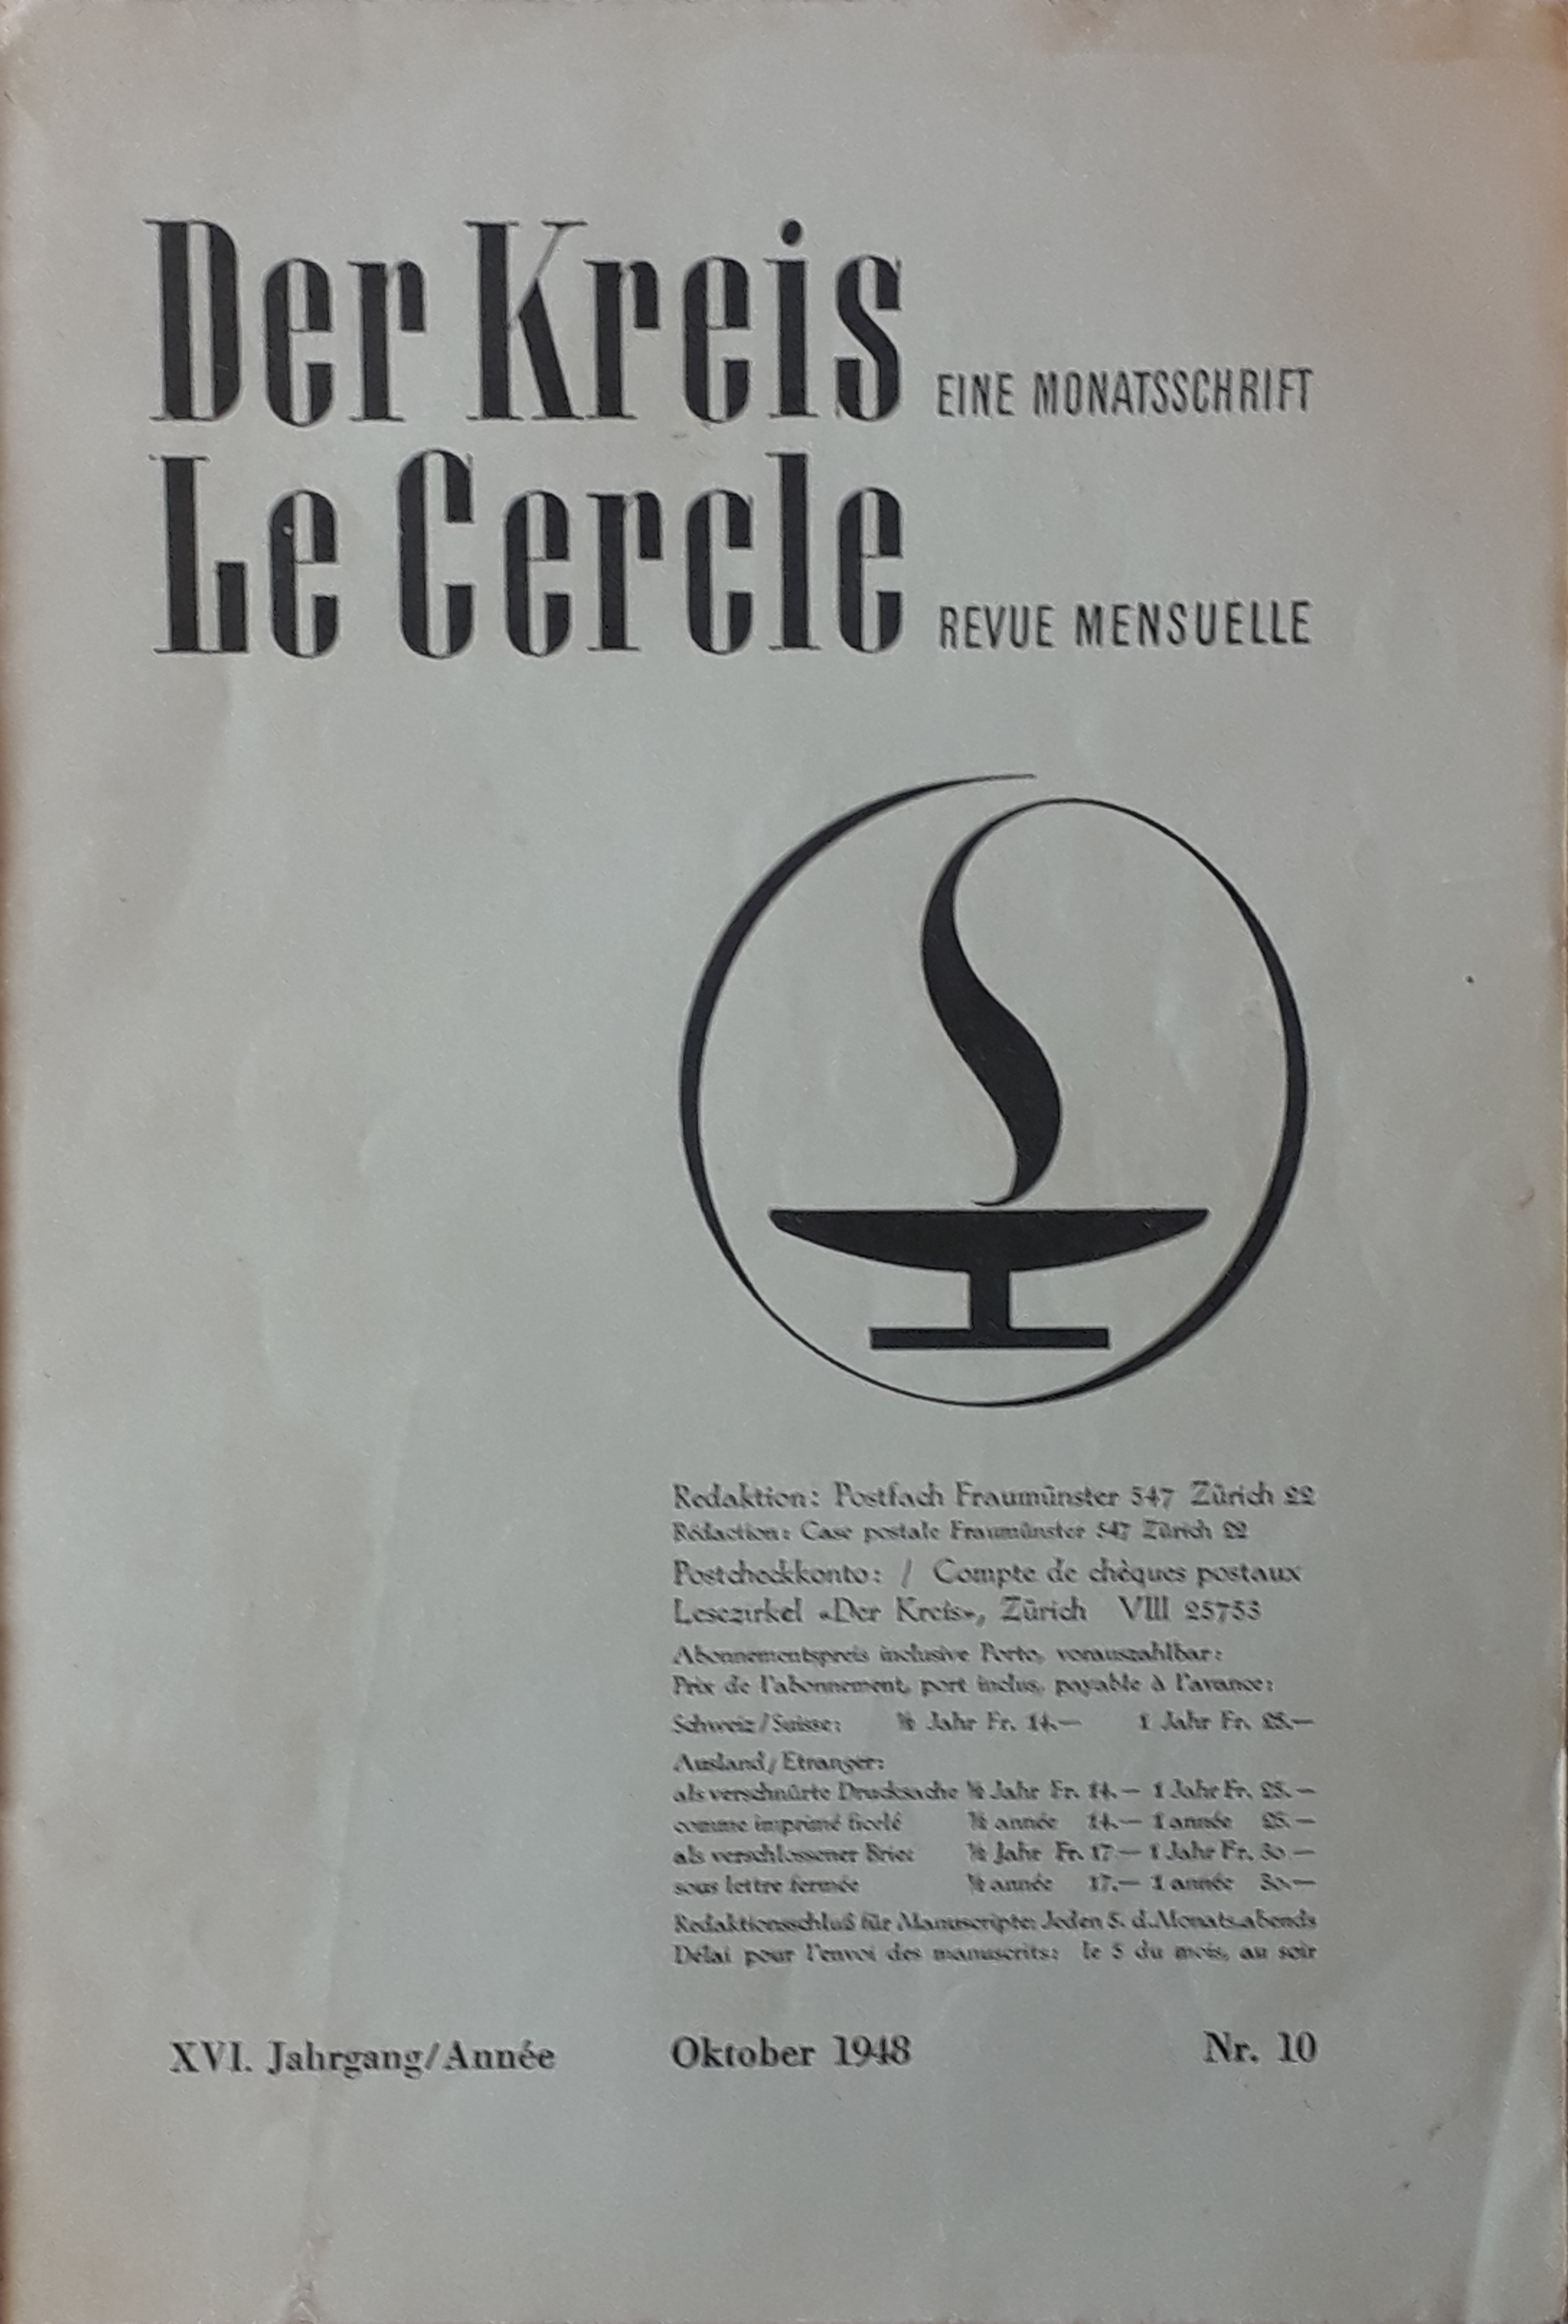 Der Kreis EINE MONATSSCHRIFT
Le Cercle REVUE MENSUELLE
Redaktion: Postfach Fraumünster 547 Zürich 22
Rédaction: Case postale Fraumünster 547 Zürich 22
Postcheckkonto: / Compte de chèques postaux
Lesezirkel «Der Kreis», Zürich VIII 25753
Abonnementspreis inclusive Porto, vorauszahlbar:
Prix de l'abonnement, port inclus, payable à l'avance:
Schweiz/Suisse: ½ Jahr Fr. 14.— 1 Jahr Fr. 25.—
Ausland/Etranger:
als verschnürte Drucksache ½ Jahr Fr. 14.— 1 Jahr Fr. 25.—
comme imprimé ficelé ½ année 14.— 1 année 25.—
als verschlossener Brief ½ Jahr Fr. 17— 1 Jahr Fr. 30.—
sous lettre fermée ½ année 17.— 1 année 30.—
Redaktionsschluß für Manuscripte: Jeden 5. d. Monats abends
Délai pour l'envoi des manuscrits: le 5 du mois, au soir
XVI. Jahrgang/Année Oktober 1948 Nr. 10